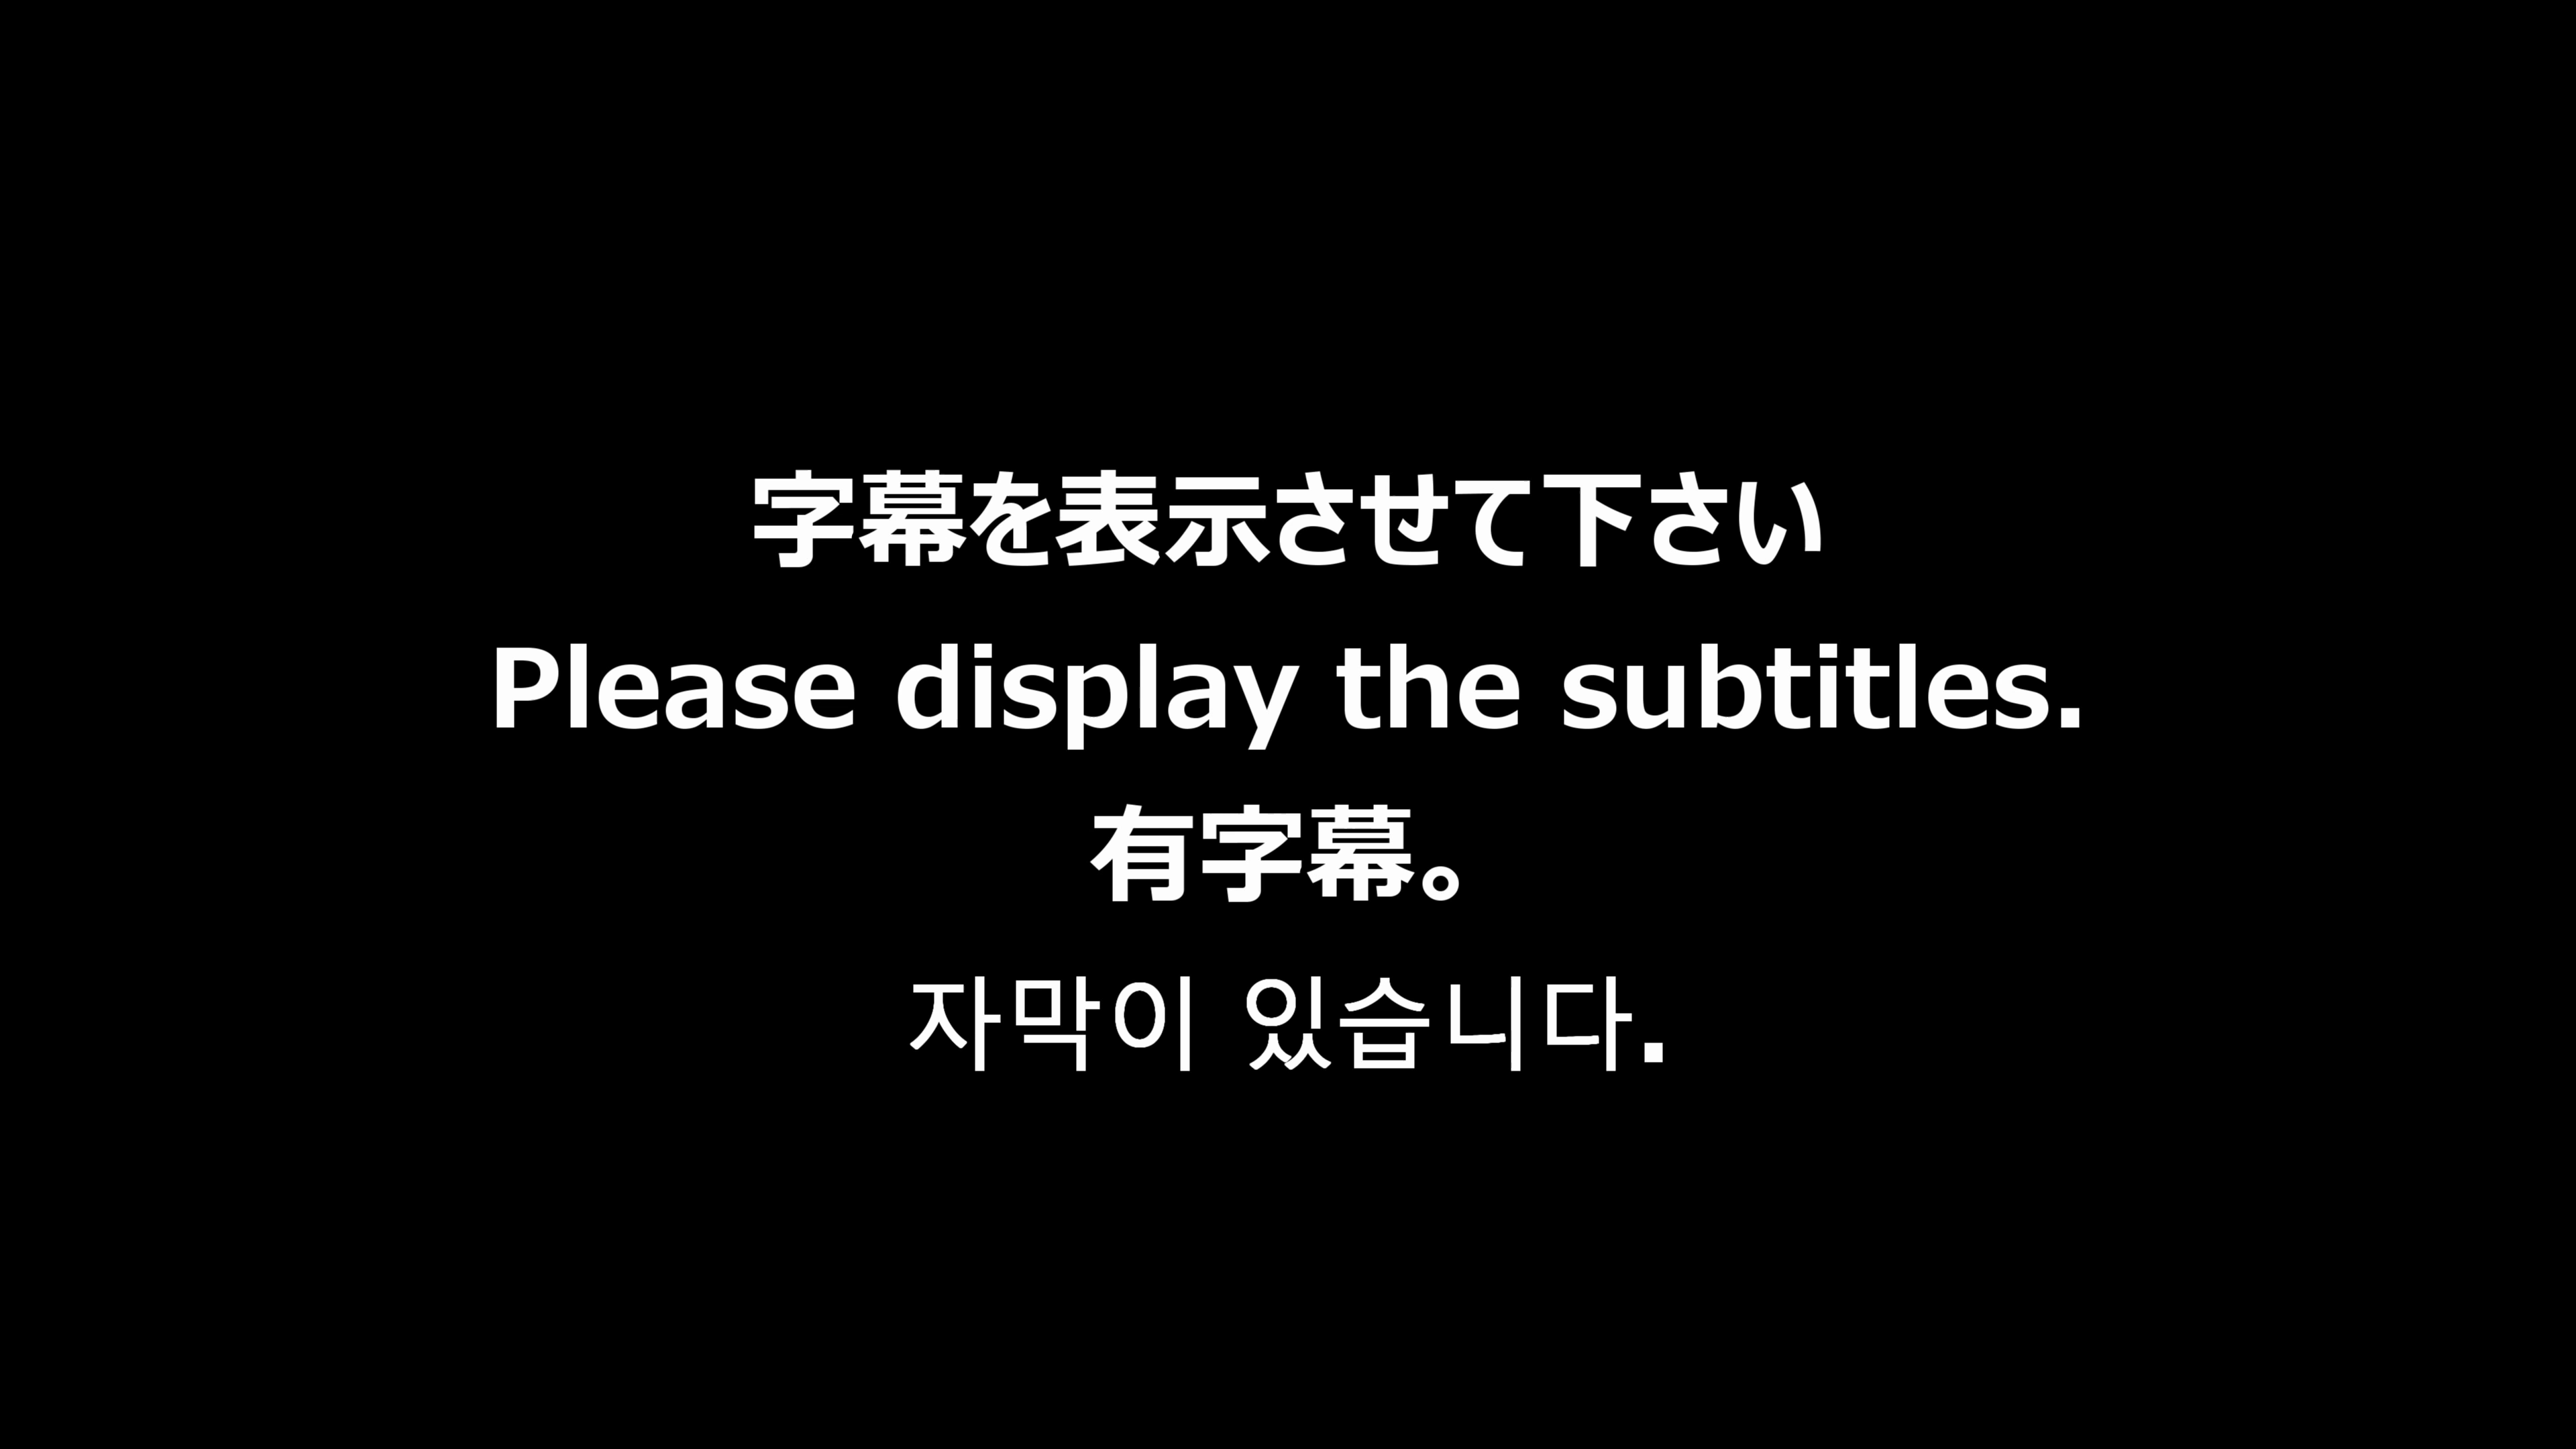 字幕を表示させて下さい
Please display the subtitles.
有字幕。
자막이 있습니다.